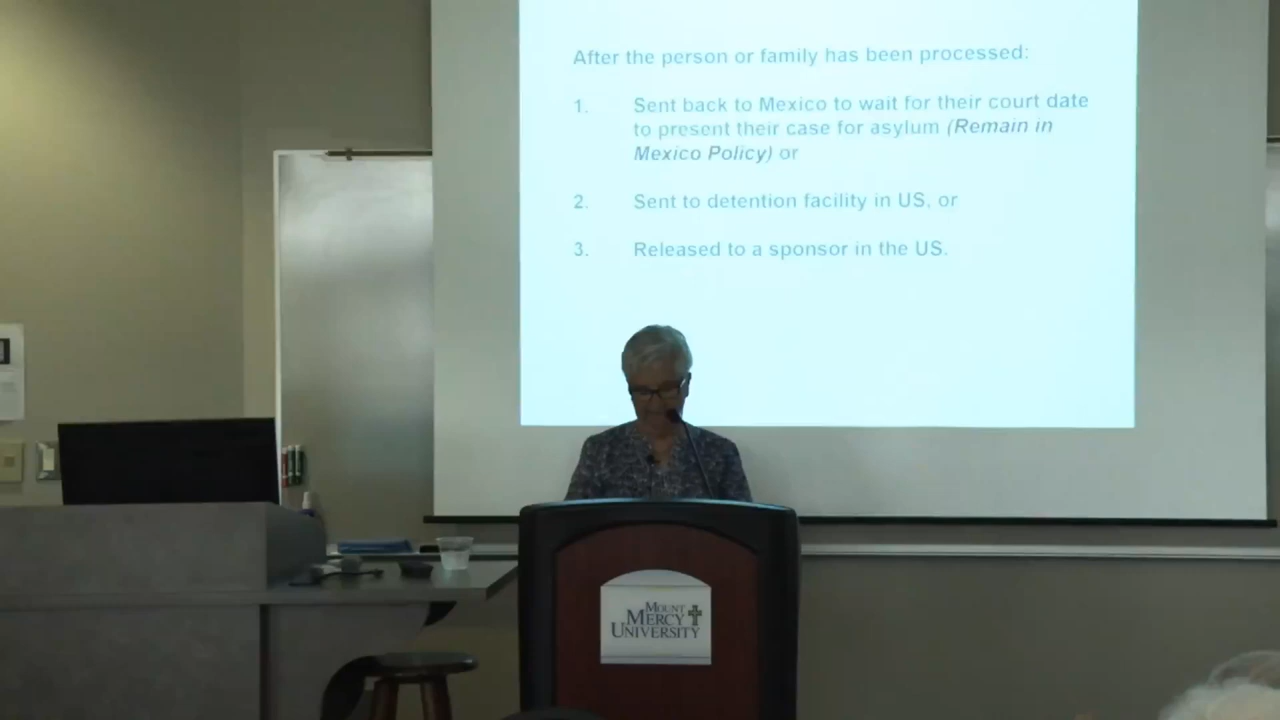 After the person or family has been processed:
1. Sent back to Mexico to wait for their court date
to present their case for asylum (Remain in
Mexico Policy) or
2. Sent to detention facility in US, or
3. Released to a sponsor in the US.
MOUNT
MERCY
UNIVERSITY